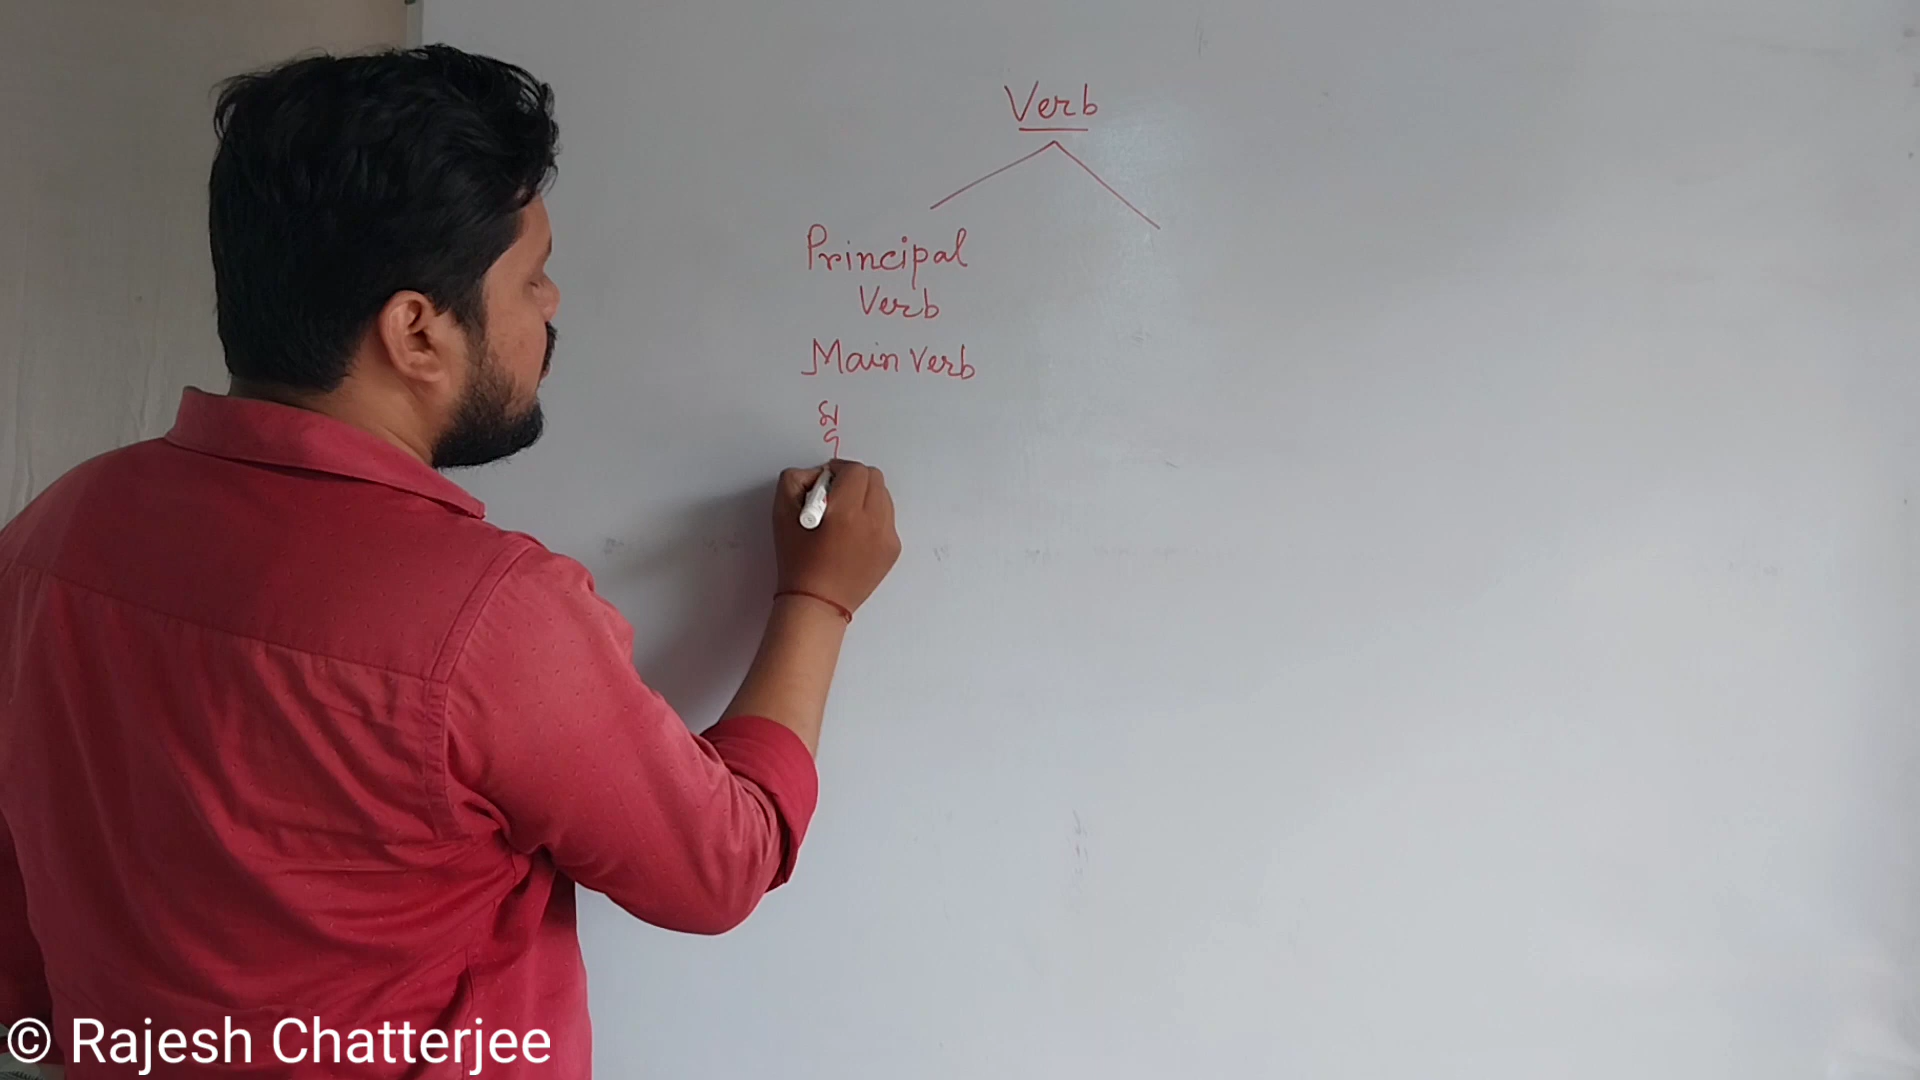 Verb
Principal
Verb
Main Verb
© Rajesh Chatterjee